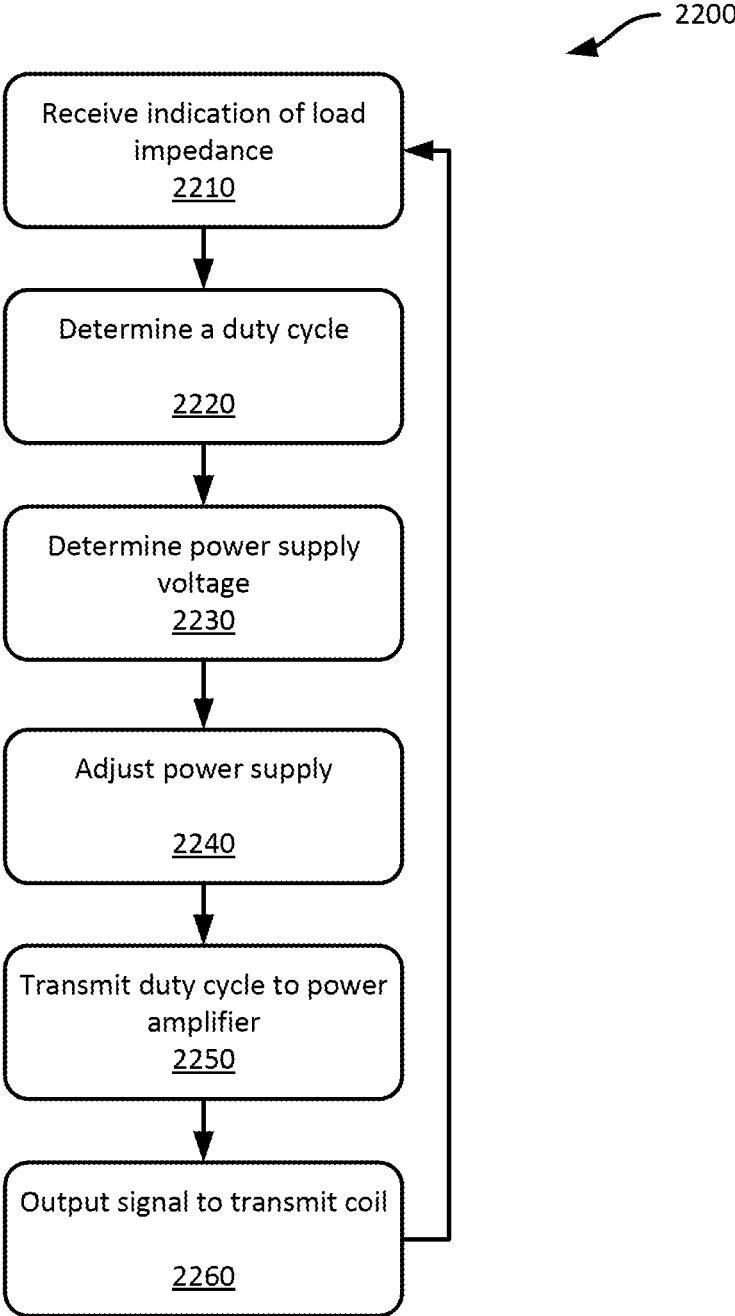 2200
Receive indication of load
impedance
2210
Determine a duty cycle
2220
Determine power supply
voltage
2230
Adjust power supply
2240
Transmit duty cycle to power
amplifier
2250
Output signal to transmit coil
2260